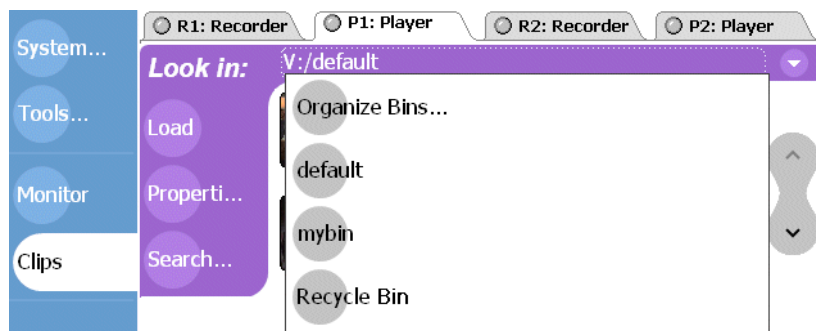 R1: Recorder
P1: Player
R2: Recorder
P2: Player
System...
Tools...
Monitor
Clips
Look in:
V:/default
Load
Properti...
Search...
Organize Bins...
default
mybin
Recycle Bin